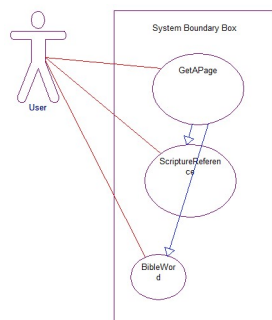 System Boundary Box
GetAPage
User
ScriptureReferen
ce
BibleWor
d